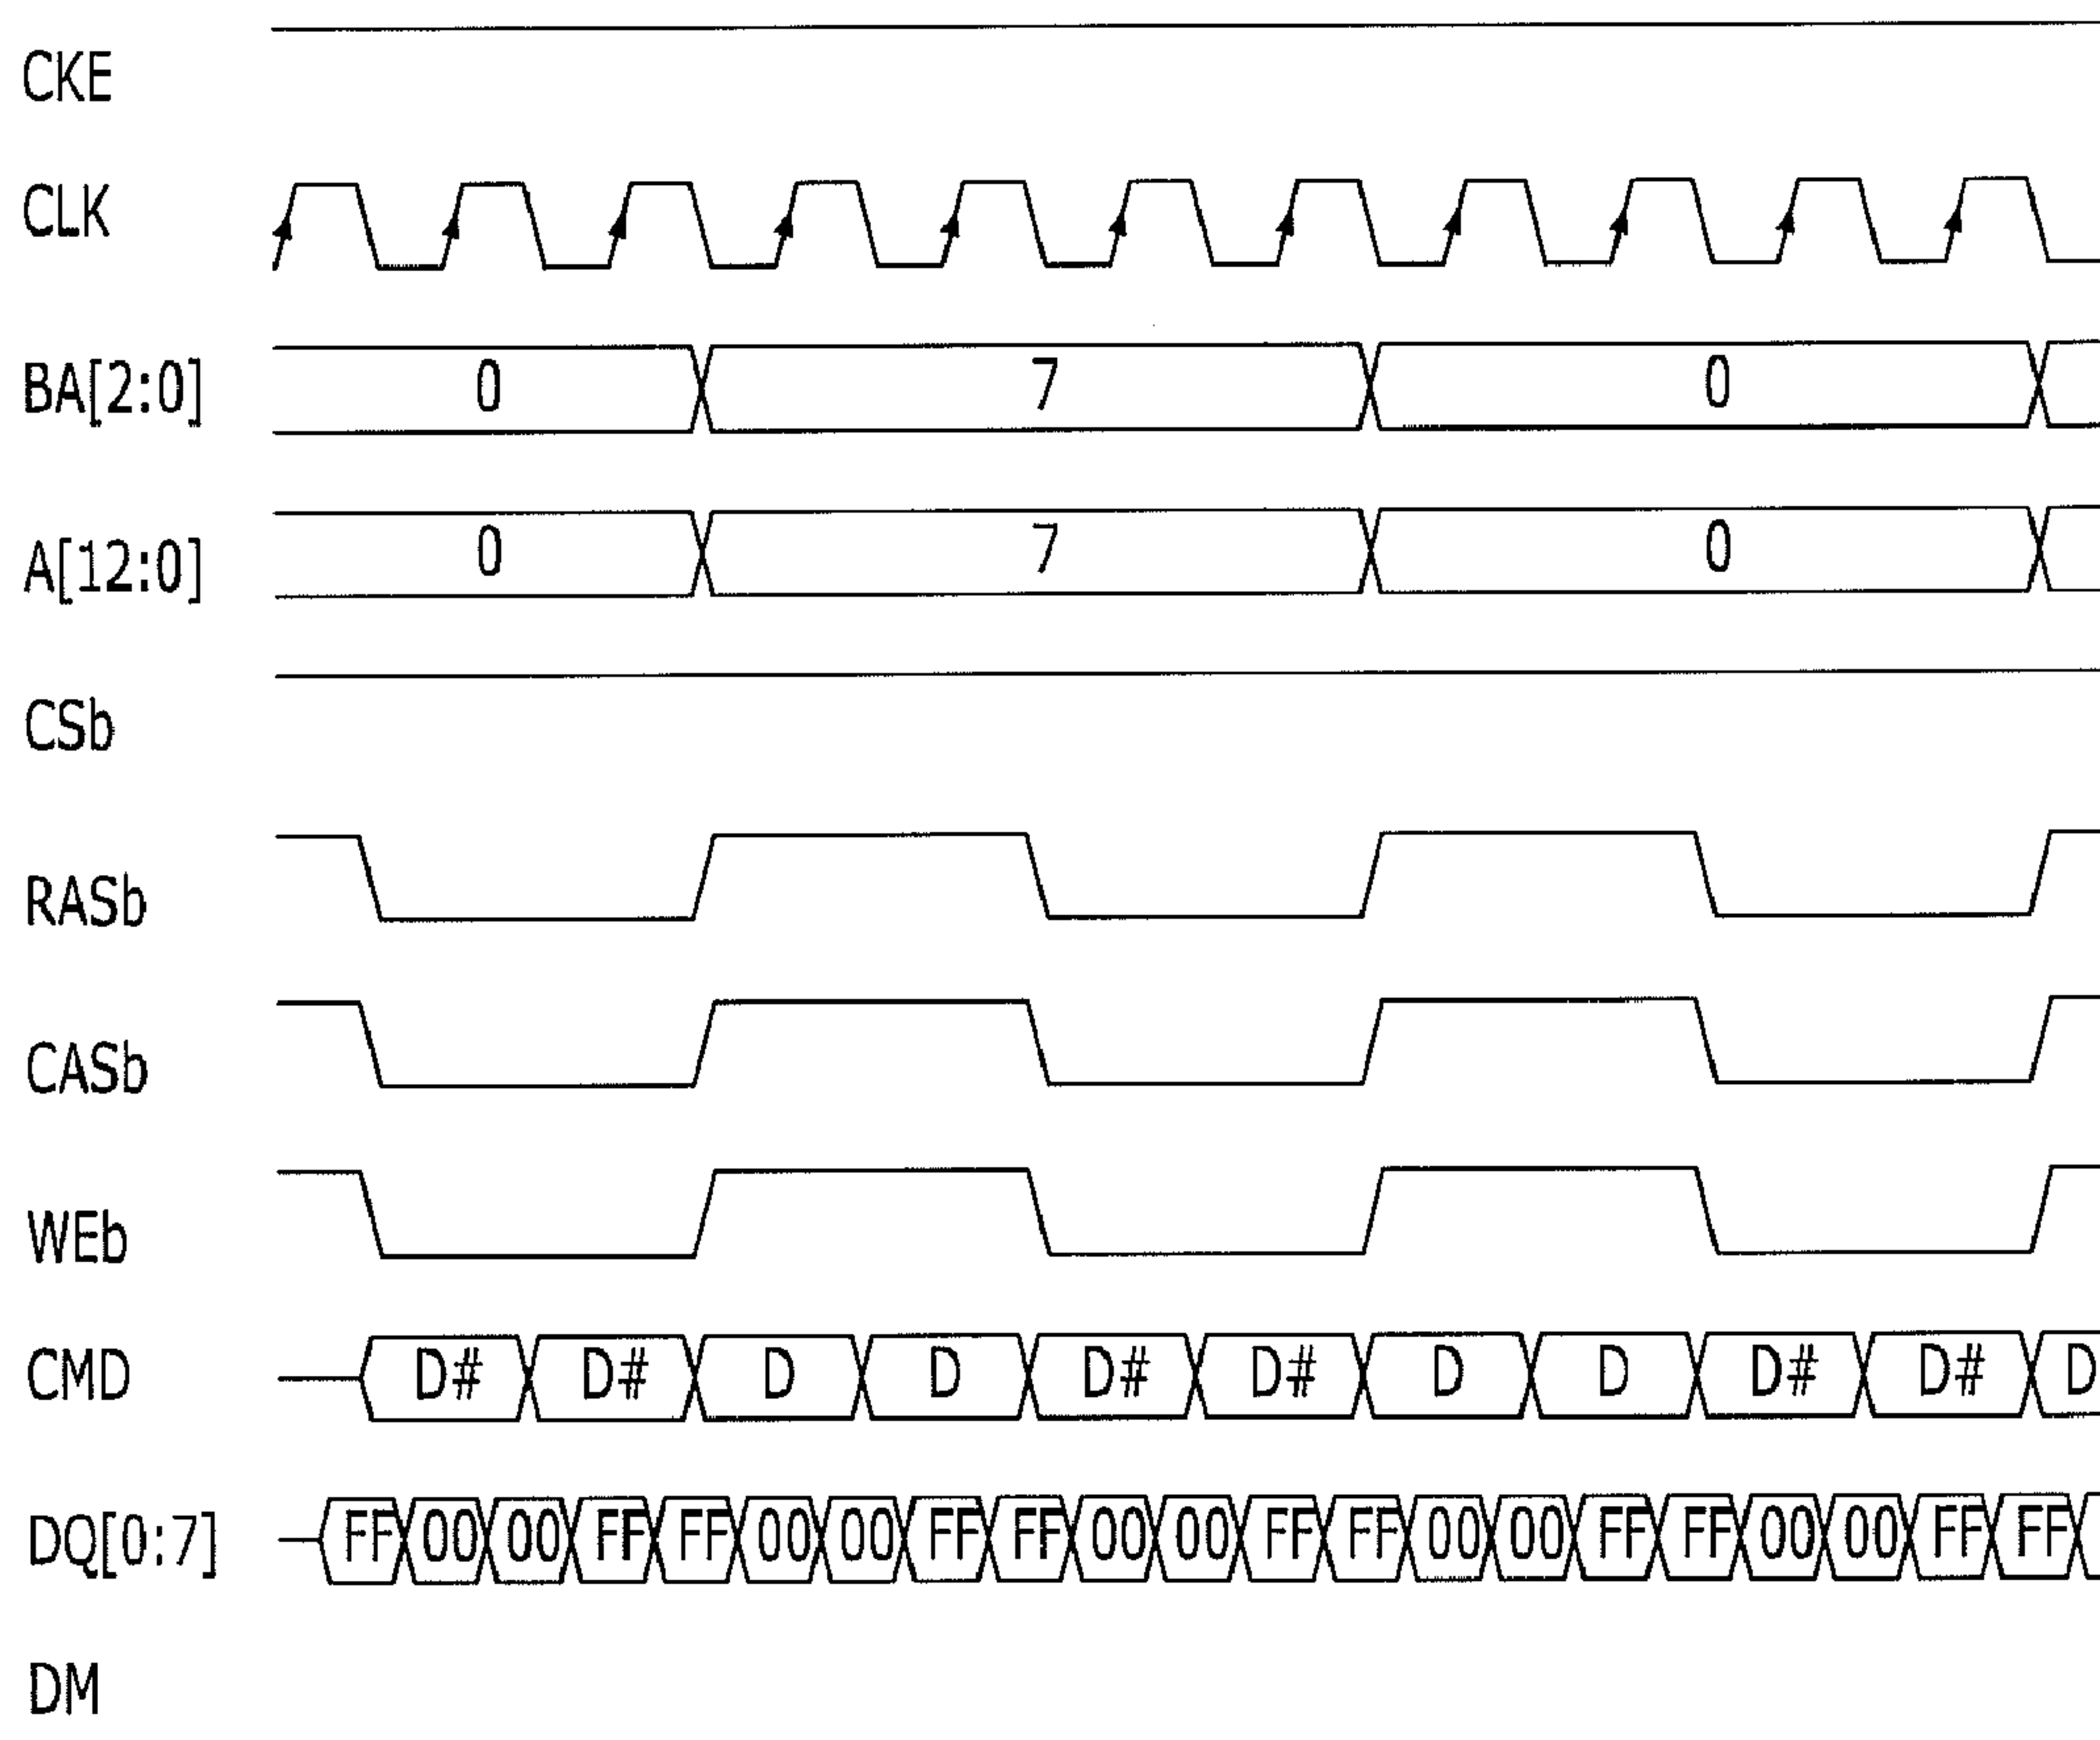 CKE
CLK
BA[2:0] 0 7 0
A[12:0] 0 7 0
CSb
RASb
CASb
WEb
CMD D# D# D D D# D# D D D# D# D
DQ[0:7] FF 00 00 FF FF 00 00 FF FF 00 00 FF FF 00 00 FF FF 00 00 FF FF
DM